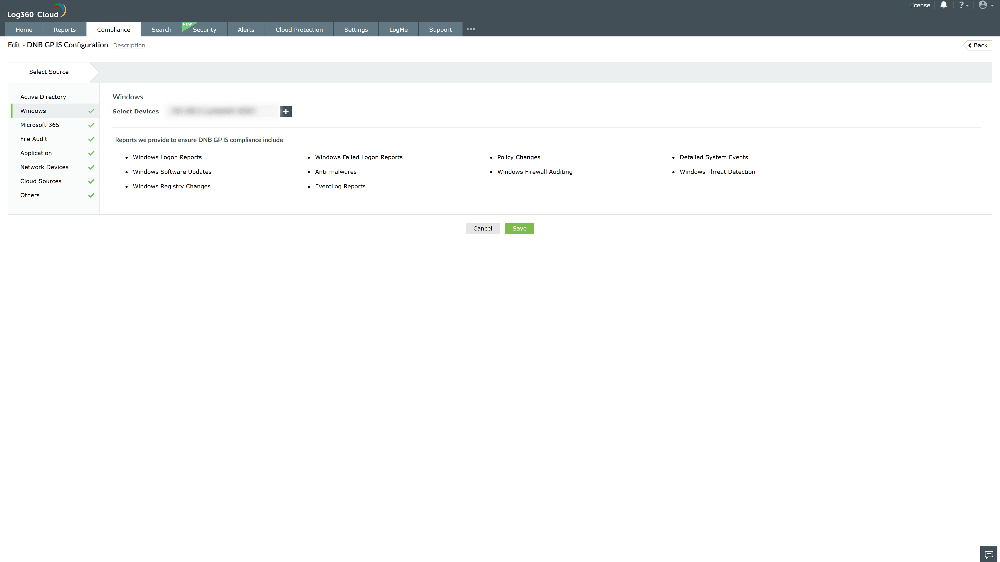 Log360 Cloud
License
?
Home Reports Compliance Search NEW Security Alerts Cloud Protection Settings LogMe Support
Edit - DNB GP IS Configuration Description
Back
Select Source
Active Directory
Windows
Microsoft 365
File Audit
Application
Network Devices
Cloud Sources
Others
Windows
Select Devices
Reports we provide to ensure DNB GP IS compliance include
Windows Logon Reports Windows Failed Logon Reports Policy Changes Detailed System Events
Windows Software Updates Anti-malwares Windows Firewall Auditing Windows Threat Detection
Windows Registry Changes EventLog Reports
Cancel Save